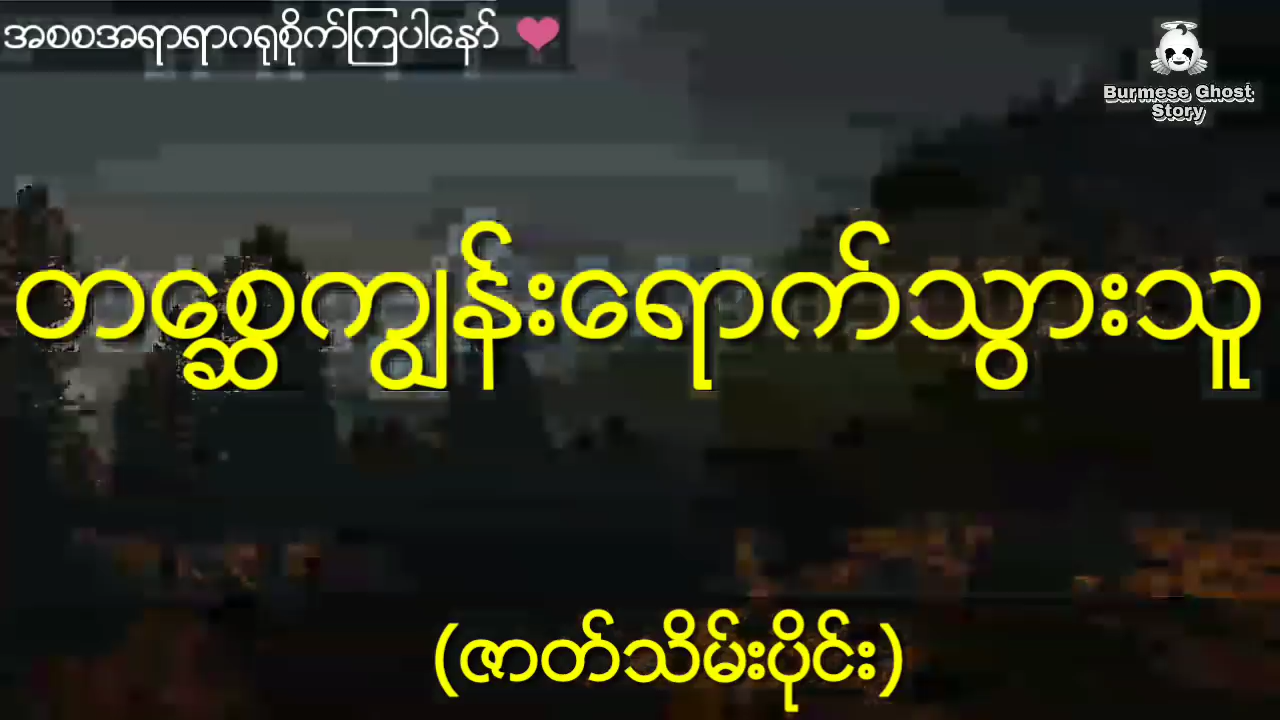 အစစအရာရာဂရုစိုက်ကြပါနော် ❤
Burmese Ghost
Story
တစ္ဆေကျွန်းရောက်သွားသူ
(ဇာတ်သိမ်းပိုင်း)